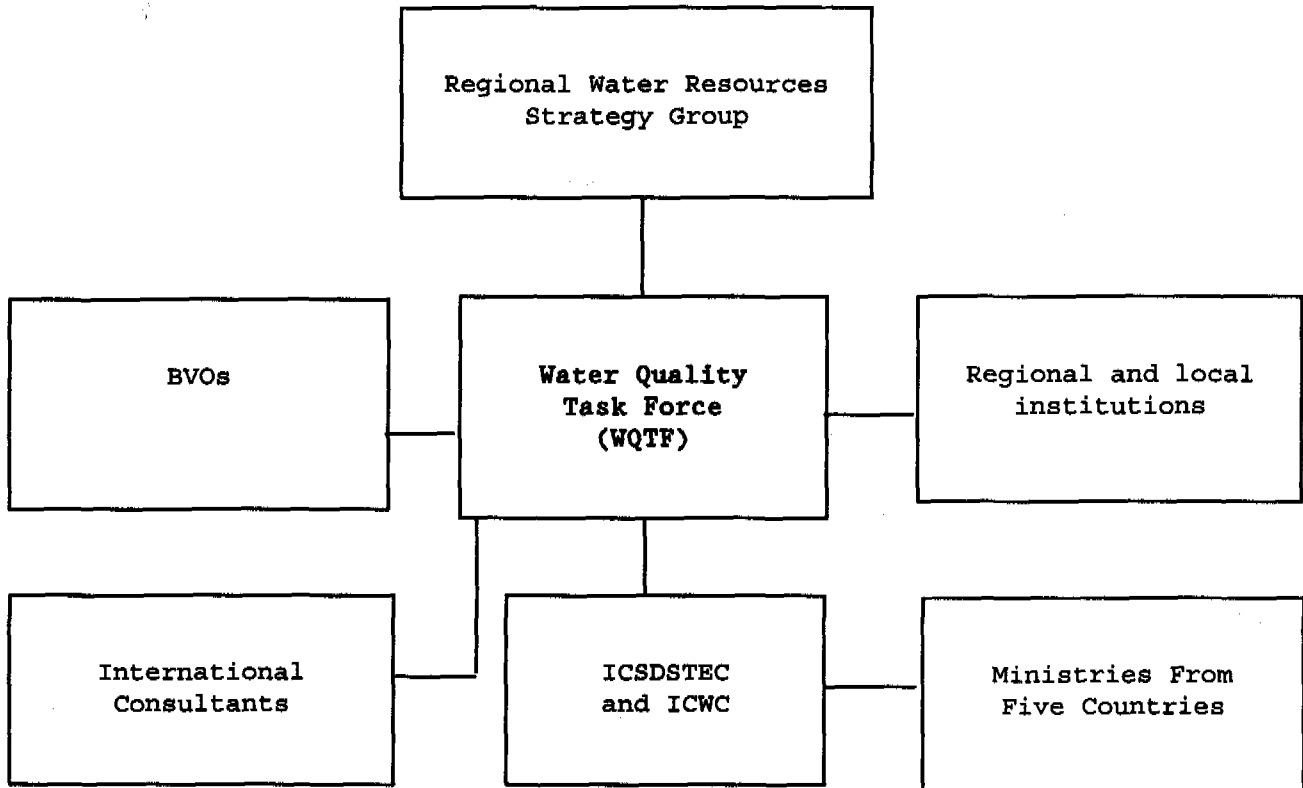 Regional Water Resources
Strategy Group
BVOs
Water Quality
Task Force
(WQTF)
Regional and local
institutions
International
Consultants
ICSDSTEC
and ICWC
Ministries From
Five Countries